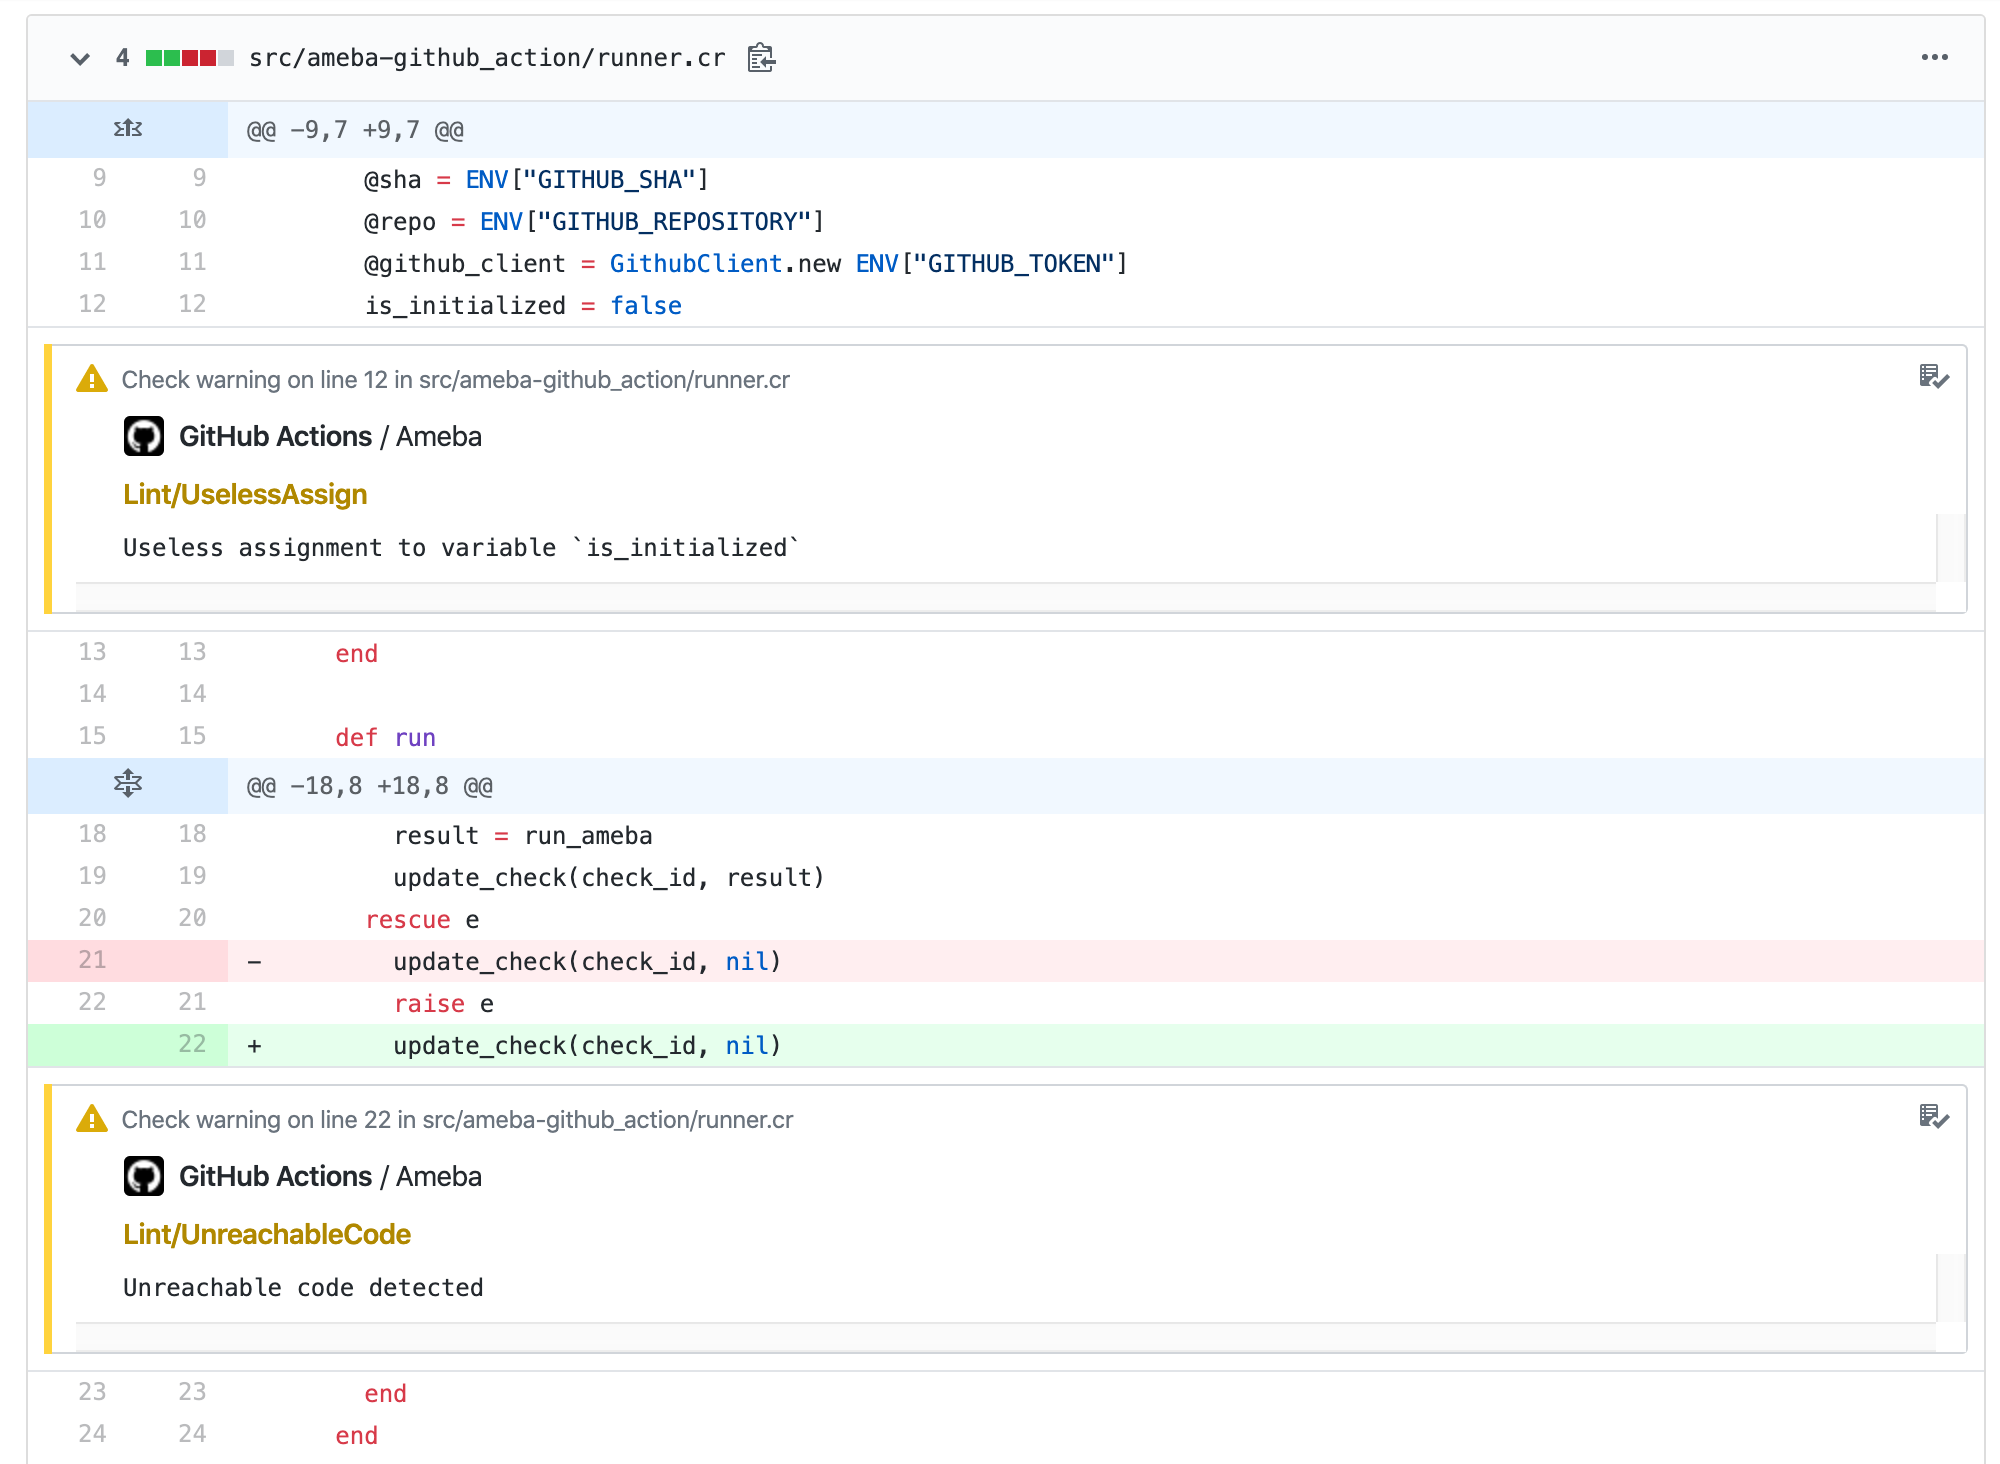 4 src/ameba-github_action/runner.cr
@@ -9,7 +9,7 @@
9 9 @sha = ENV["GITHUB_SHA"]
10 10 @repo = ENV["GITHUB_REPOSITORY"]
11 11 @github_client = GithubClient.new ENV["GITHUB_TOKEN"]
12 12 is_initialized = false
Check warning on line 12 in src/ameba-github_action/runner.cr
GitHub Actions / Ameba
Lint/UselessAssign
Useless assignment to variable `is_initialized`
13 13 end
14 14
15 15 def run
@@ -18,8 +18,8 @@
18 18 result = run_ameba
19 19 update_check(check_id, result)
20 20 rescue e
21 - update_check(check_id, nil)
22 21 raise e
22 + update_check(check_id, nil)
Check warning on line 22 in src/ameba-github_action/runner.cr
GitHub Actions / Ameba
Lint/UnreachableCode
Unreachable code detected
23 23 end
24 24 end